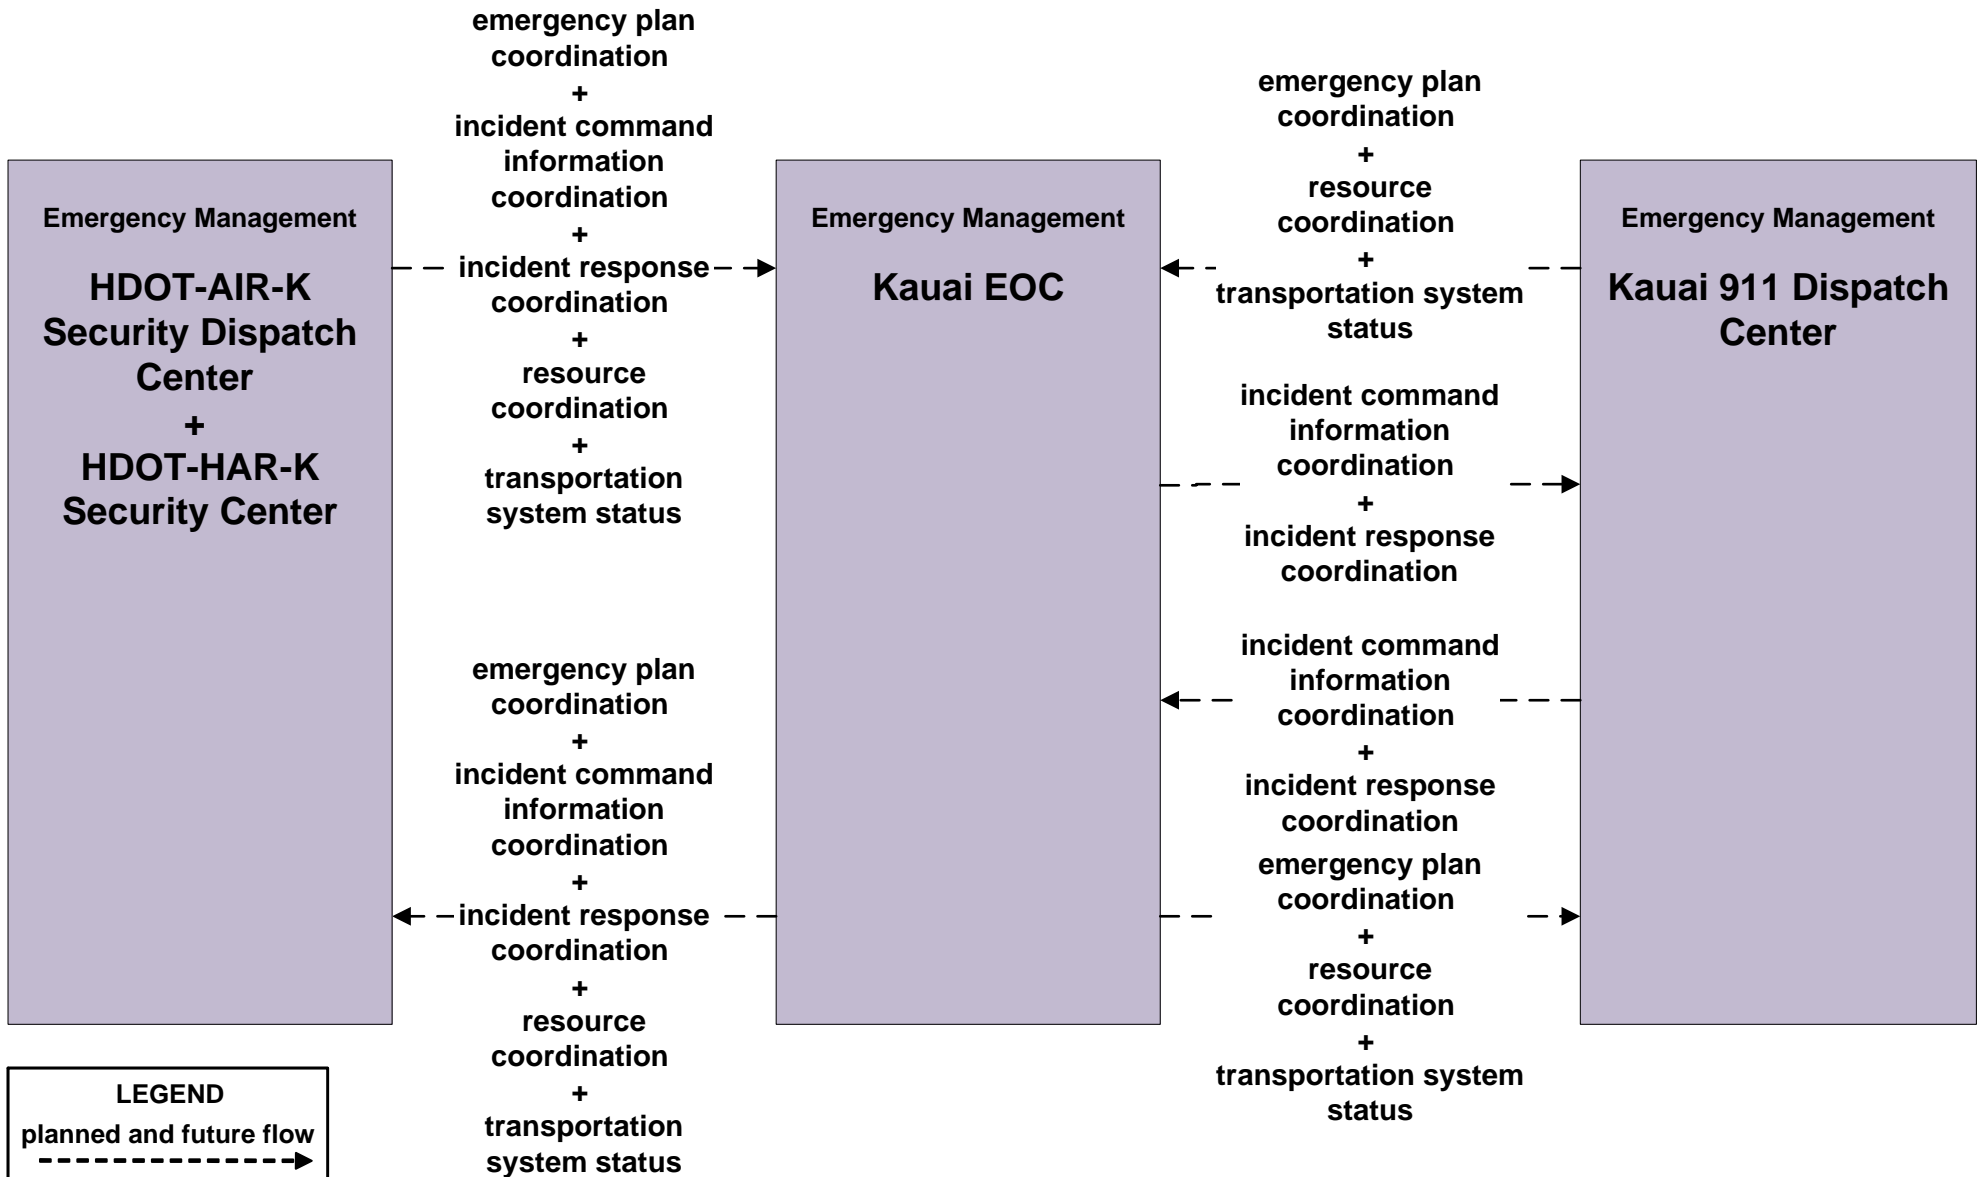 emergency plan
coordination
+
incident command
information
coordination
+
incident response
coordination
+
resource
coordination
+
transportation
system status
emergency plan
coordination
+
resource
coordination
+
transportation system
status
Emergency Management
HDOT-AIR-K
Security Dispatch
Center
+
HDOT-HAR-K
Security Center
Emergency Management
Kauai EOC
Emergency Management
Kauai 911 Dispatch
Center
incident command
information
coordination
+
incident response
coordination
incident command
information
coordination
+
incident response
coordination
emergency plan
coordination
+
incident command
information
coordination
+
incident response
coordination
+
resource
coordination
+
transportation
system status
emergency plan
coordination
+
resource
coordination
+
transportation system
status
LEGEND
planned and future flow